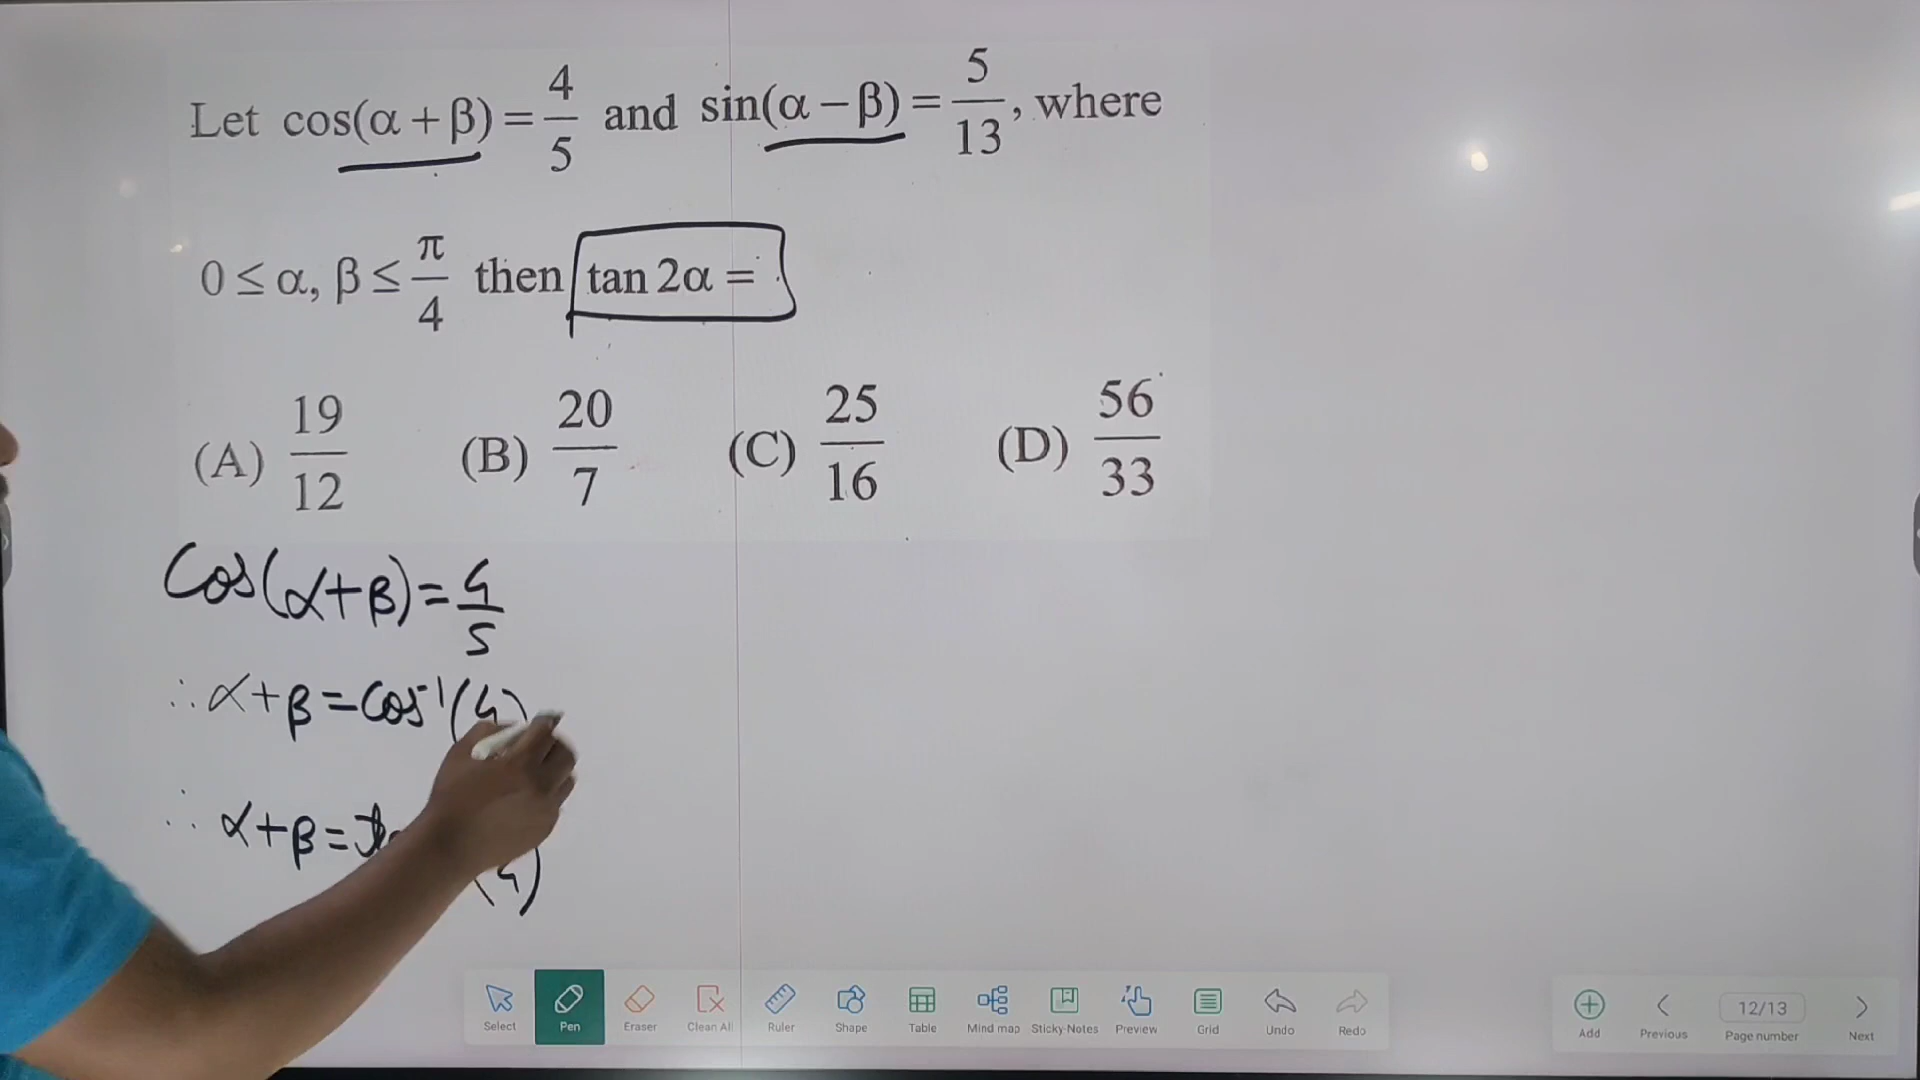 Let cos(α + β) = 4/5 and sin(α − β) = 5/13, where
0 ≤ α, β ≤ π/4 then tan 2α =
(A) 19/12 (B) 20/7 (C) 25/16 (D) 56/33
Cos(α+β) = 4/5
∴ α+β = Cos⁻¹(4
∴ α+β =
(4)
Select Pen Eraser Clean All Ruler Shape Table Mind map Sticky Notes Preview Grid Undo Redo
Add Previous 12/13 Page number Next